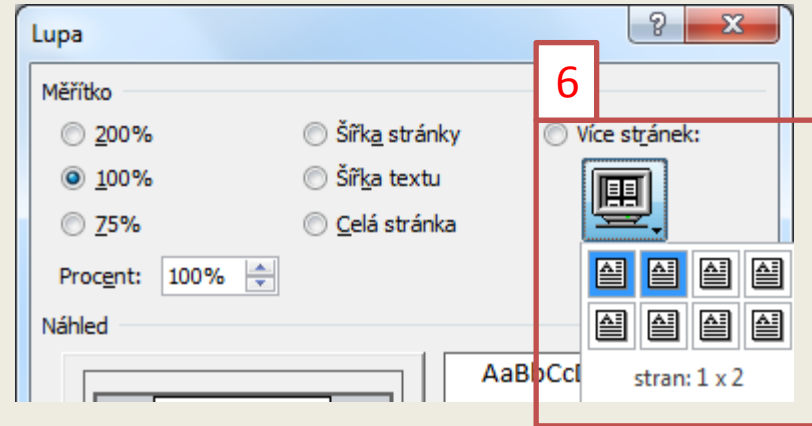 Lupa
6
Měřítko
200%
Šířka stránky
Více stránek:
100%
Šířka textu
75%
Celá stránka
Procent: 100%
Náhled
AaBbCcD
stran: 1 x 2